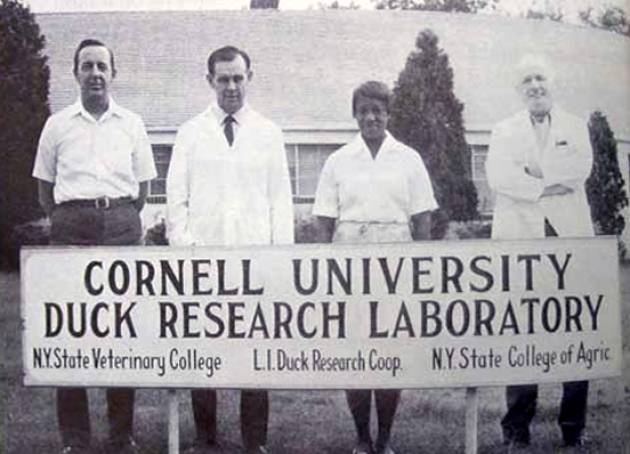 CORNELL UNIVERSITY
DUCK RESEARCH LABORATORY
N.Y. State Veterinary College L.I. Duck Research Coop. N.Y. State College of Agric.